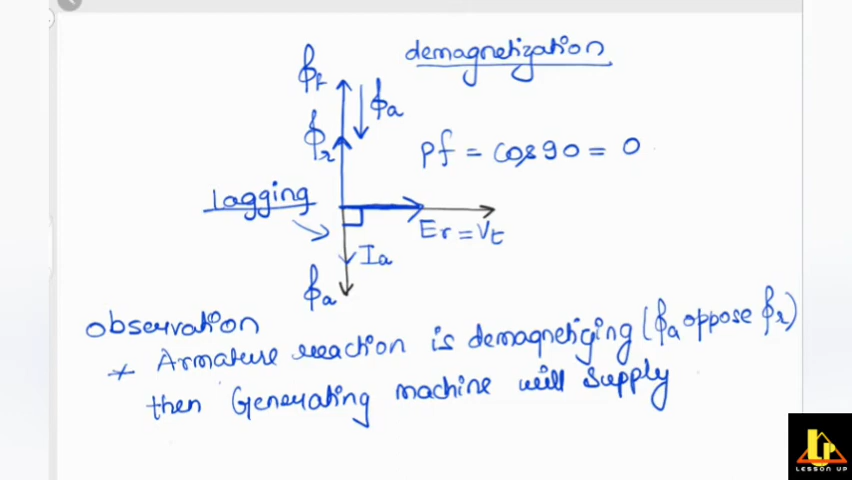 demagnetization
ϕf
ϕa
ϕr
Pf = cos90 = 0
lagging
Er = Vt
Ia
ϕa
observation
* Armature reaction is demagnetizing (ϕa oppose ϕr)
then Generating machine will supply
LP
LESSON UP